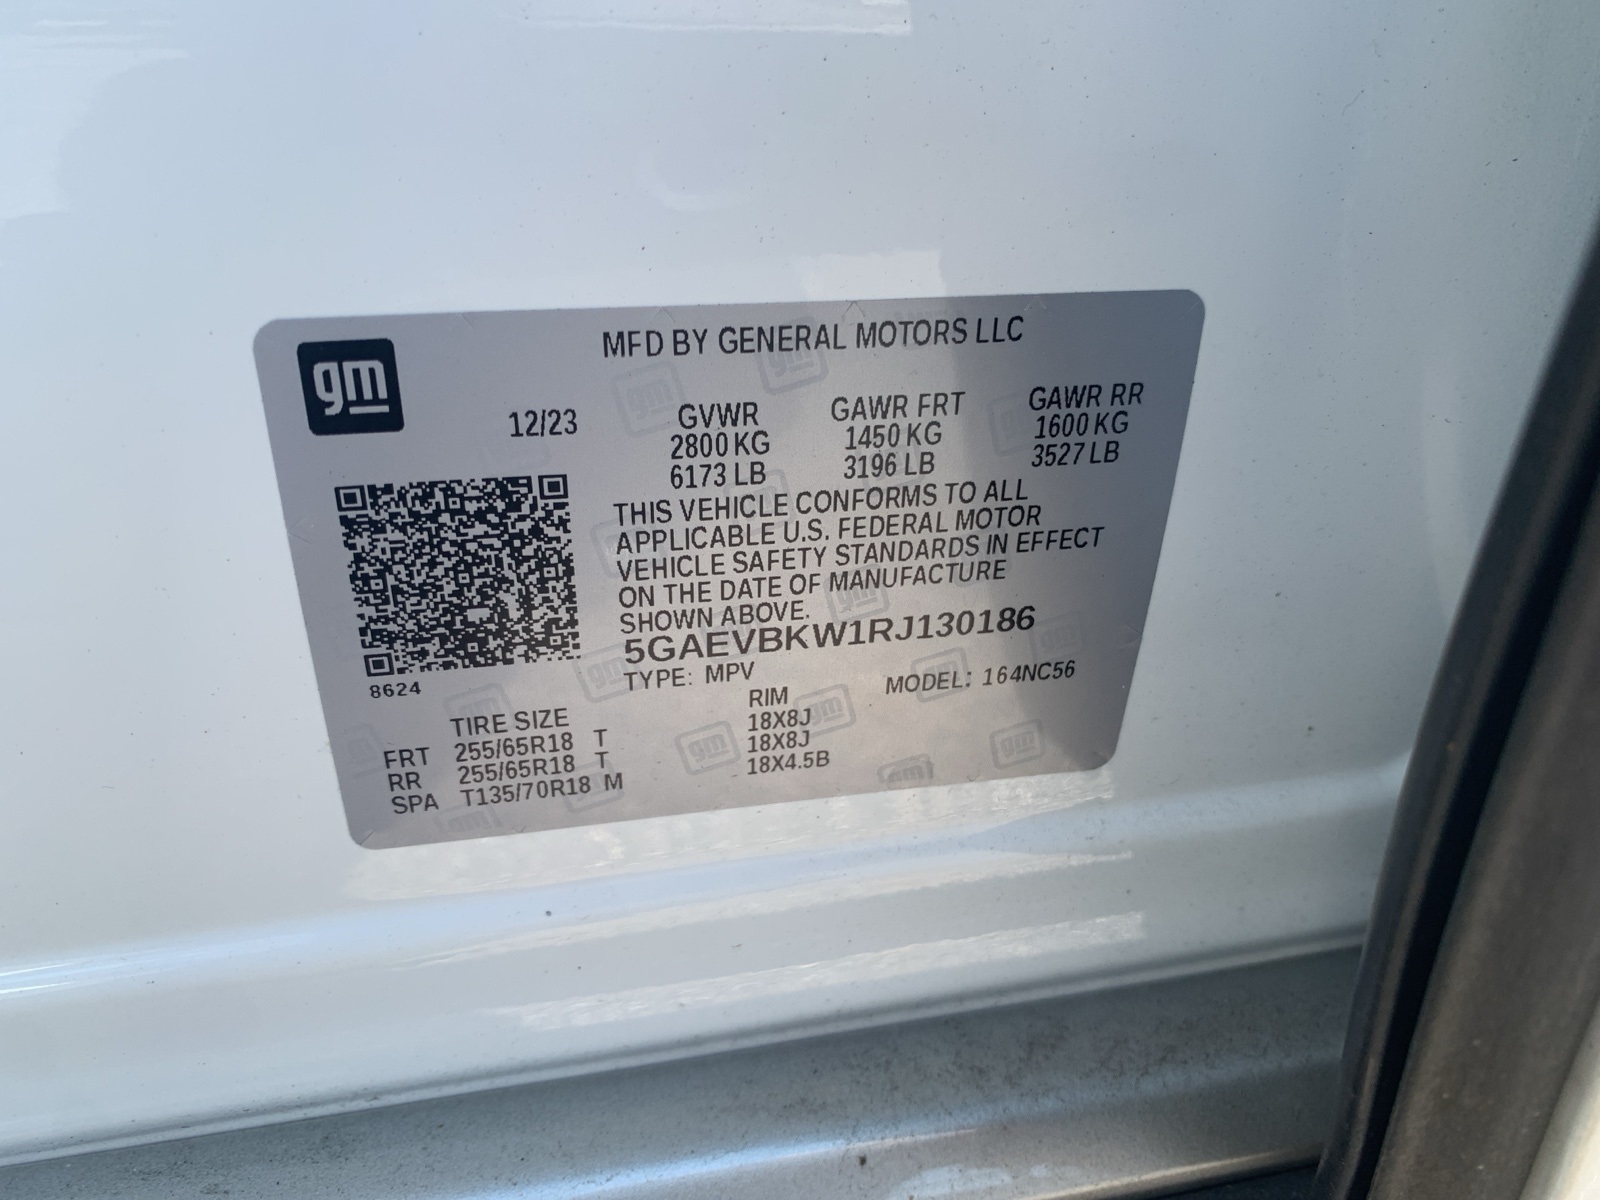 gm
MFD BY GENERAL MOTORS LLC
12/23
GVWR
2800 KG
6173 LB
GAWR FRT
1450 KG
3196 LB
GAWR RR
1600 KG
3527 LB
THIS VEHICLE CONFORMS TO ALL
APPLICABLE U.S. FEDERAL MOTOR
VEHICLE SAFETY STANDARDS IN EFFECT
ON THE DATE OF MANUFACTURE
SHOWN ABOVE.
5GAEVBKW1RJ130186
TYPE: MPV MODEL: 164NC56
8624
TIRE SIZE RIM
FRT 255/65R18 T 18X8J
RR 255/65R18 T 18X8J
SPA T135/70R18 M 18X4.5B